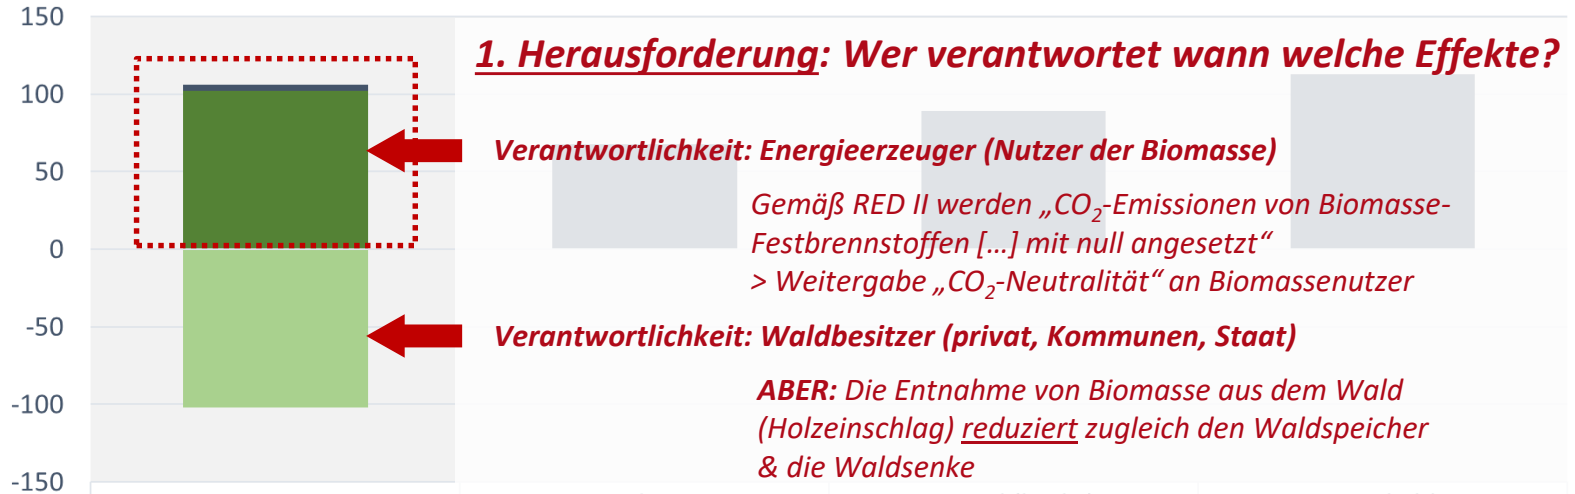 150
1. Herausforderung: Wer verantwortet wann welche Effekte?
100
Verantwortlichkeit: Energieerzeuger (Nutzer der Biomasse)
50
Gemäß RED II werden „CO₂-Emissionen von Biomasse-
Festbrennstoffen […] mit null angesetzt“
0
> Weitergabe „CO₂-Neutralität“ an Biomassenutzer
-50
Verantwortlichkeit: Waldbesitzer (privat, Kommunen, Staat)
ABER: Die Entnahme von Biomasse aus dem Wald
-100
(Holzeinschlag) reduziert zugleich den Waldspeicher
& die Waldsenke
-150